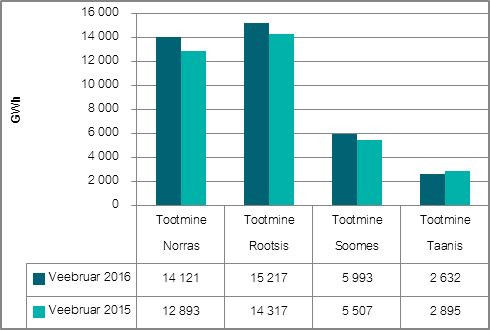 16 000
14 000
12 000
10 000
8 000
6 000
4 000
2 000
0
GWh
Tootmine Norras
Tootmine Rootsis
Tootmine Soomes
Tootmine Taanis
Veebruar 2016 14 121 15 217 5 993 2 632
Veebruar 2015 12 893 14 317 5 507 2 895